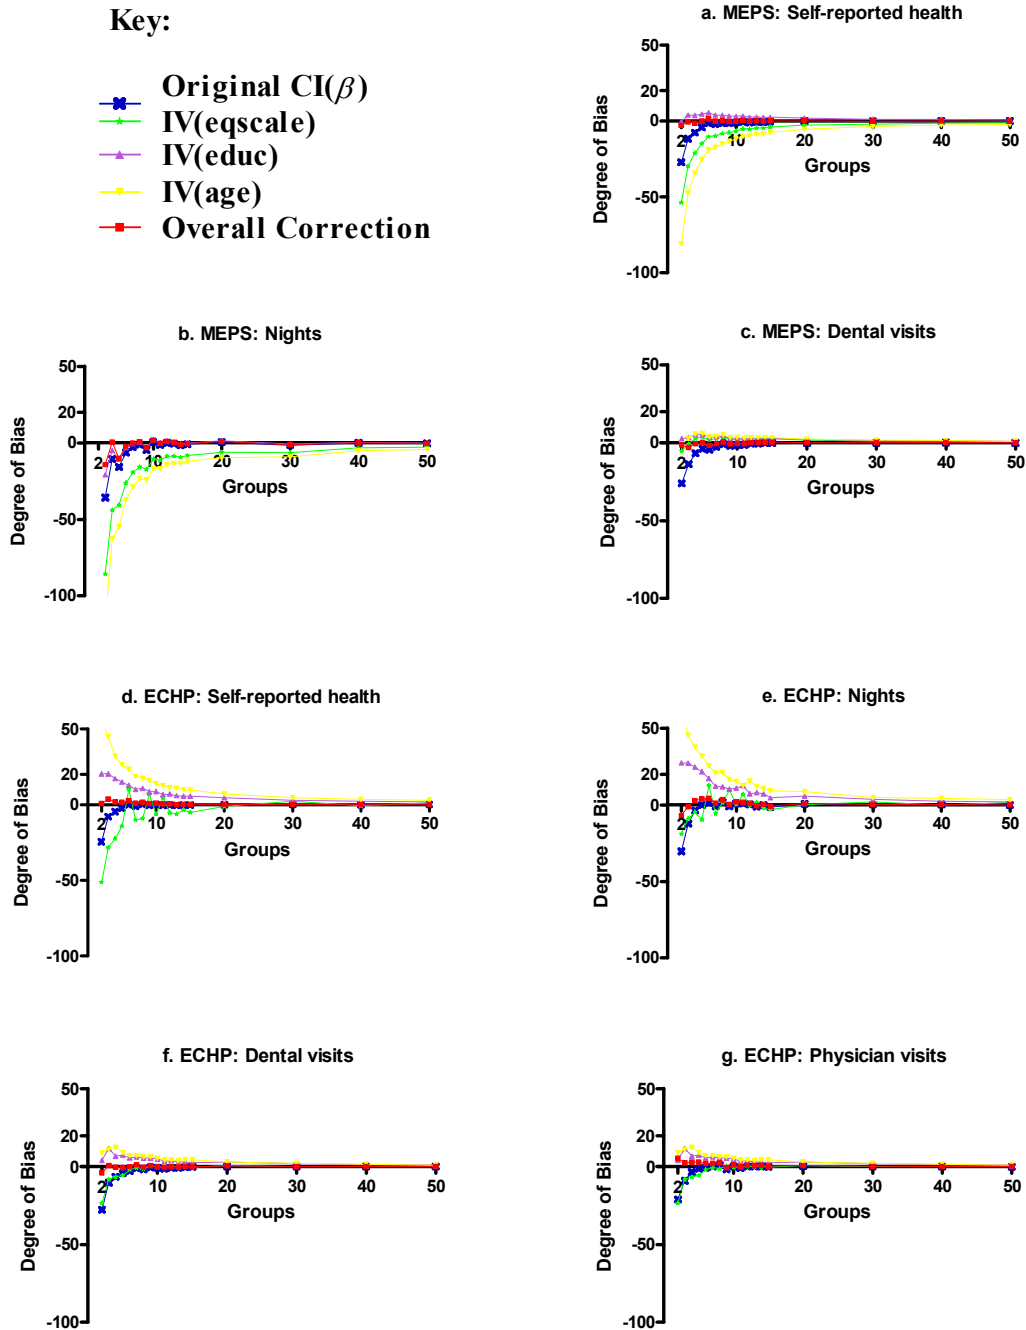 Key:
Original CI(β)
IV(eqscale)
IV(educ)
IV(age)
Overall Correction
a. MEPS: Self-reported health
Degree of Bias
50
20
0
-50
-100
2 10 20 30 40 50
Groups
b. MEPS: Nights
Degree of Bias
50
20
0
-50
-100
2 10 20 30 40 50
Groups
c. MEPS: Dental visits
Degree of Bias
50
20
0
-50
-100
2 10 20 30 40 50
Groups
d. ECHP: Self-reported health
Degree of Bias
50
20
0
-50
-100
2 10 20 30 40 50
Groups
e. ECHP: Nights
Degree of Bias
50
20
0
-50
-100
2 10 20 30 40 50
Groups
f. ECHP: Dental visits
Degree of Bias
50
20
0
-50
-100
2 10 20 30 40 50
Groups
g. ECHP: Physician visits
Degree of Bias
50
20
0
-50
-100
2 10 20 30 40 50
Groups